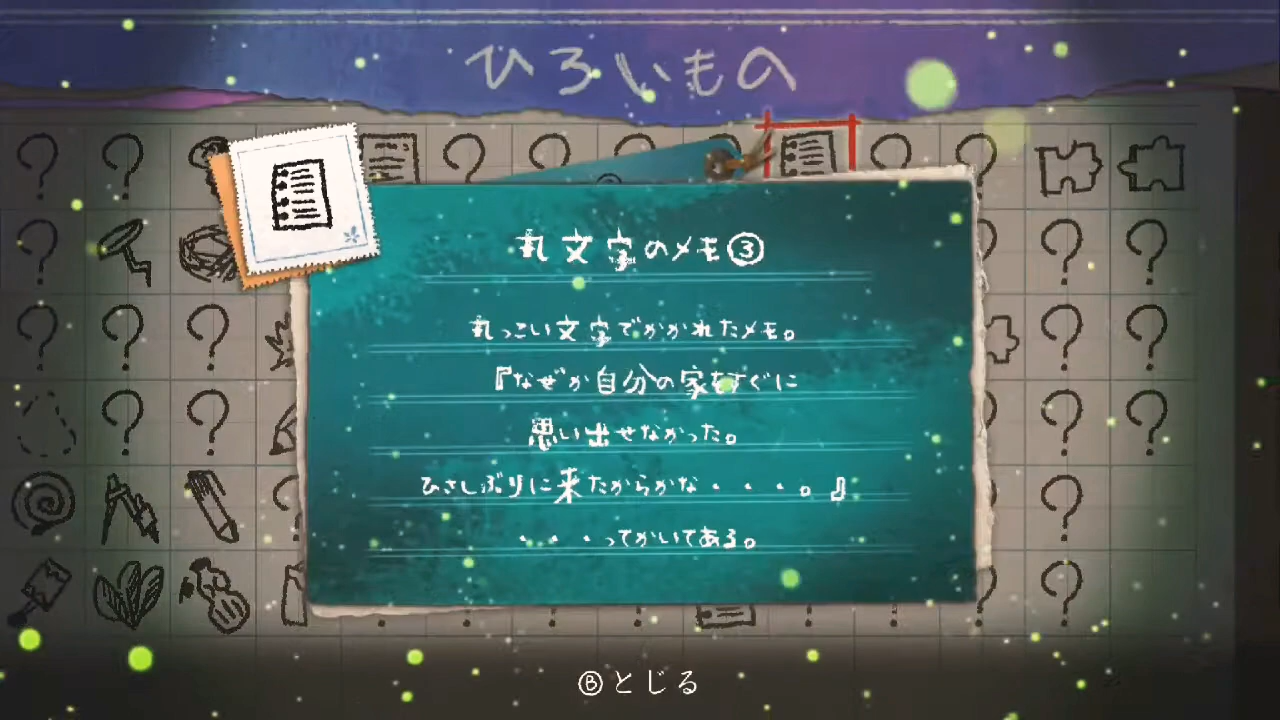 ひろいもの
丸文字のメモ③
丸っこい文字でかかれたメモ。
『なぜか自分の家をすぐに
思い出せなかった。
ひさしぶりに来たからかな・・・。』
・・・ってかいてある。
Ⓑとじる